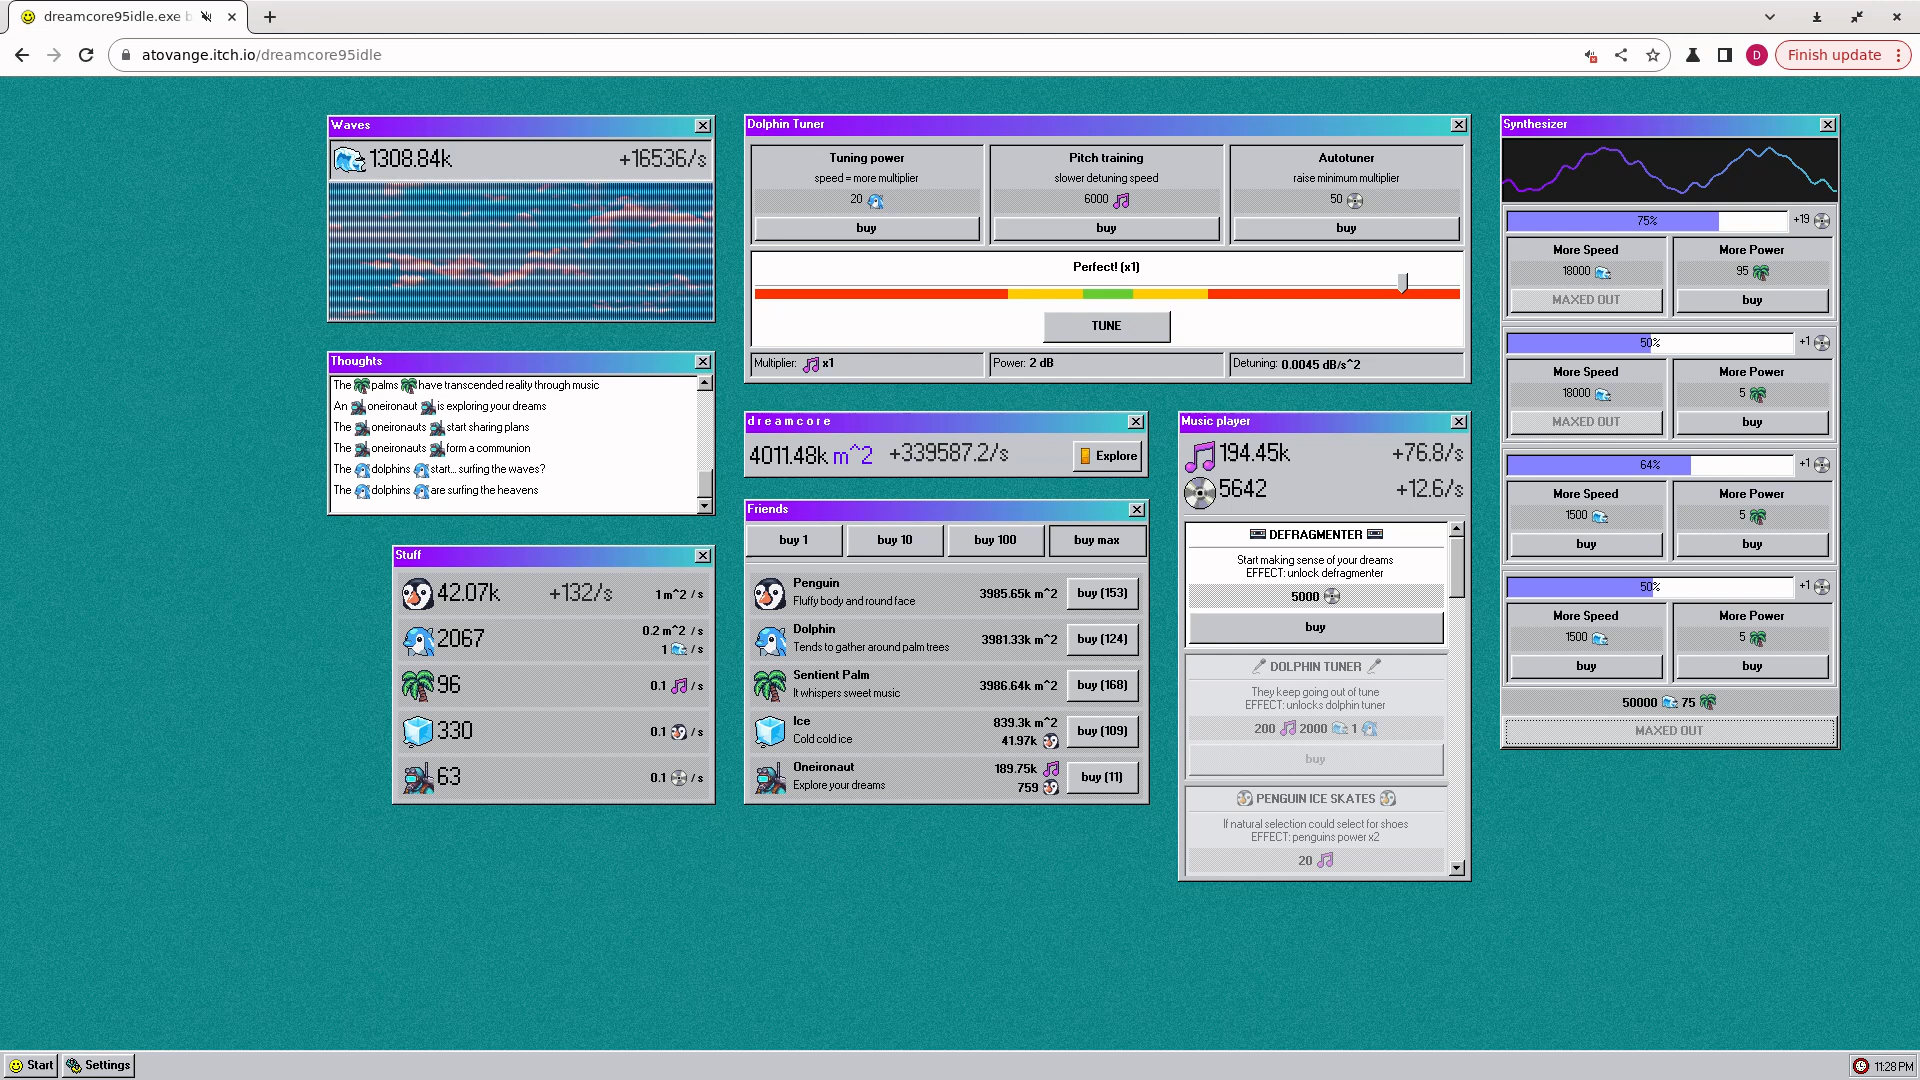 dreamcore95idle.exe b
atovange.itch.io/dreamcore95idle
D
Finish update
Waves
1308.84k +16536/s
Thoughts
The palms have transcended reality through music
An oneironaut is exploring your dreams
The oneironauts start sharing plans
The oneironauts form a communion
The dolphins start... surfing the waves?
The dolphins are surfing the heavens
Stuff
42.07k +132/s 1 m^2 / s
2067 0.2 m^2 / s
1 / s
96 0.1 / s
330 0.1 / s
63 0.1 / s
Dolphin Tuner
Tuning power
speed = more multiplier
20
buy
Pitch training
slower detuning speed
6000
buy
Autotuner
raise minimum multiplier
50
buy
Perfect! (x1)
TUNE
Multiplier: x1
Power: 2 dB
Detuning: 0.0045 dB/s^2
dreamcore
4011.48k m^2 +339587.2/s Explore
Friends
buy 1 buy 10 buy 100 buy max
Penguin
Fluffy body and round face
3985.65k m^2
buy (153)
Dolphin
Tends to gather around palm trees
3981.33k m^2
buy (124)
Sentient Palm
It whispers sweet music
3986.64k m^2
buy (168)
Ice
Cold cold ice
839.3k m^2
41.97k
buy (109)
Oneironaut
Explore your dreams
189.75k
759
buy (11)
Music player
194.45k +76.8/s
5642 +12.6/s
DEFRAGMENTER
Start making sense of your dreams
EFFECT: unlock defragmenter
5000
buy
DOLPHIN TUNER
They keep going out of tune
EFFECT: unlocks dolphin tuner
200 2000 1
buy
PENGUIN ICE SKATES
If natural selection could select for shoes
EFFECT: penguins power x2
20
Synthesizer
75% +19
More Speed
18000
MAXED OUT
More Power
95
buy
50% +1
More Speed
18000
MAXED OUT
More Power
5
buy
64% +1
More Speed
1500
buy
More Power
5
buy
50% +1
More Speed
1500
buy
More Power
5
buy
50000 75
MAXED OUT
Start Settings
11:28 PM